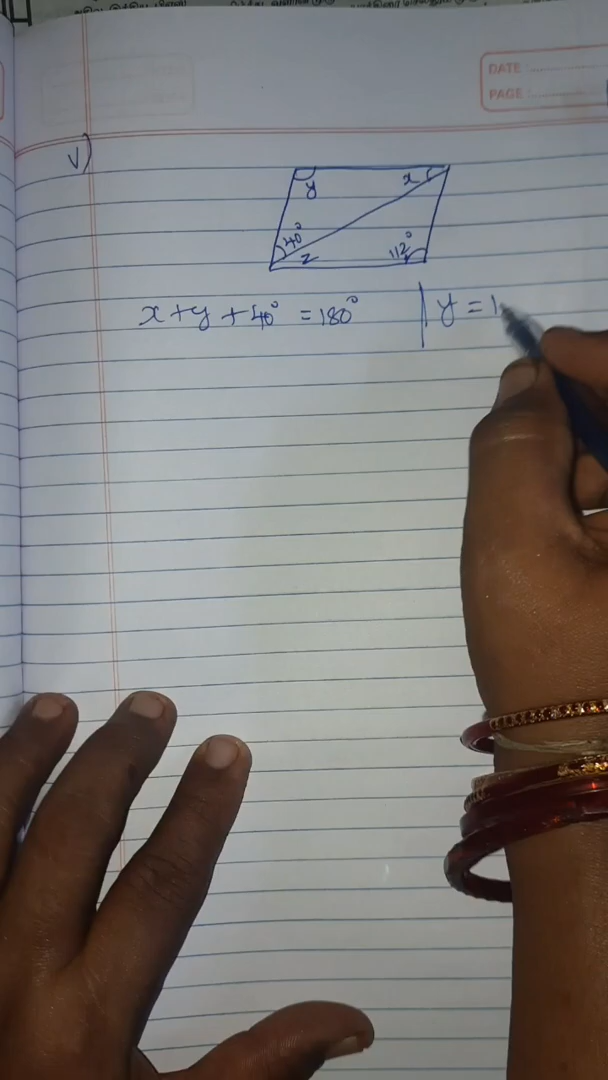 DATE :
PAGE :
v)
y x
40°
z 112°
x + y + 40° = 180° y = 1